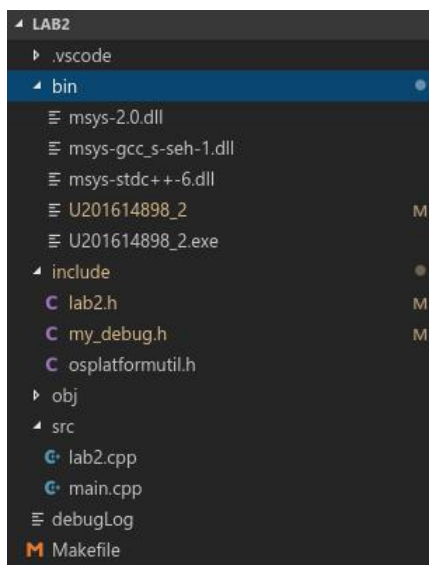 LAB2
.vscode
bin
msys-2.0.dll
msys-gcc_s-seh-1.dll
msys-stdc++-6.dll
U201614898_2 M
U201614898_2.exe
include
C lab2.h M
C my_debug.h M
C osplatformutil.h
obj
src
G+ lab2.cpp
G+ main.cpp
debugLog
M Makefile